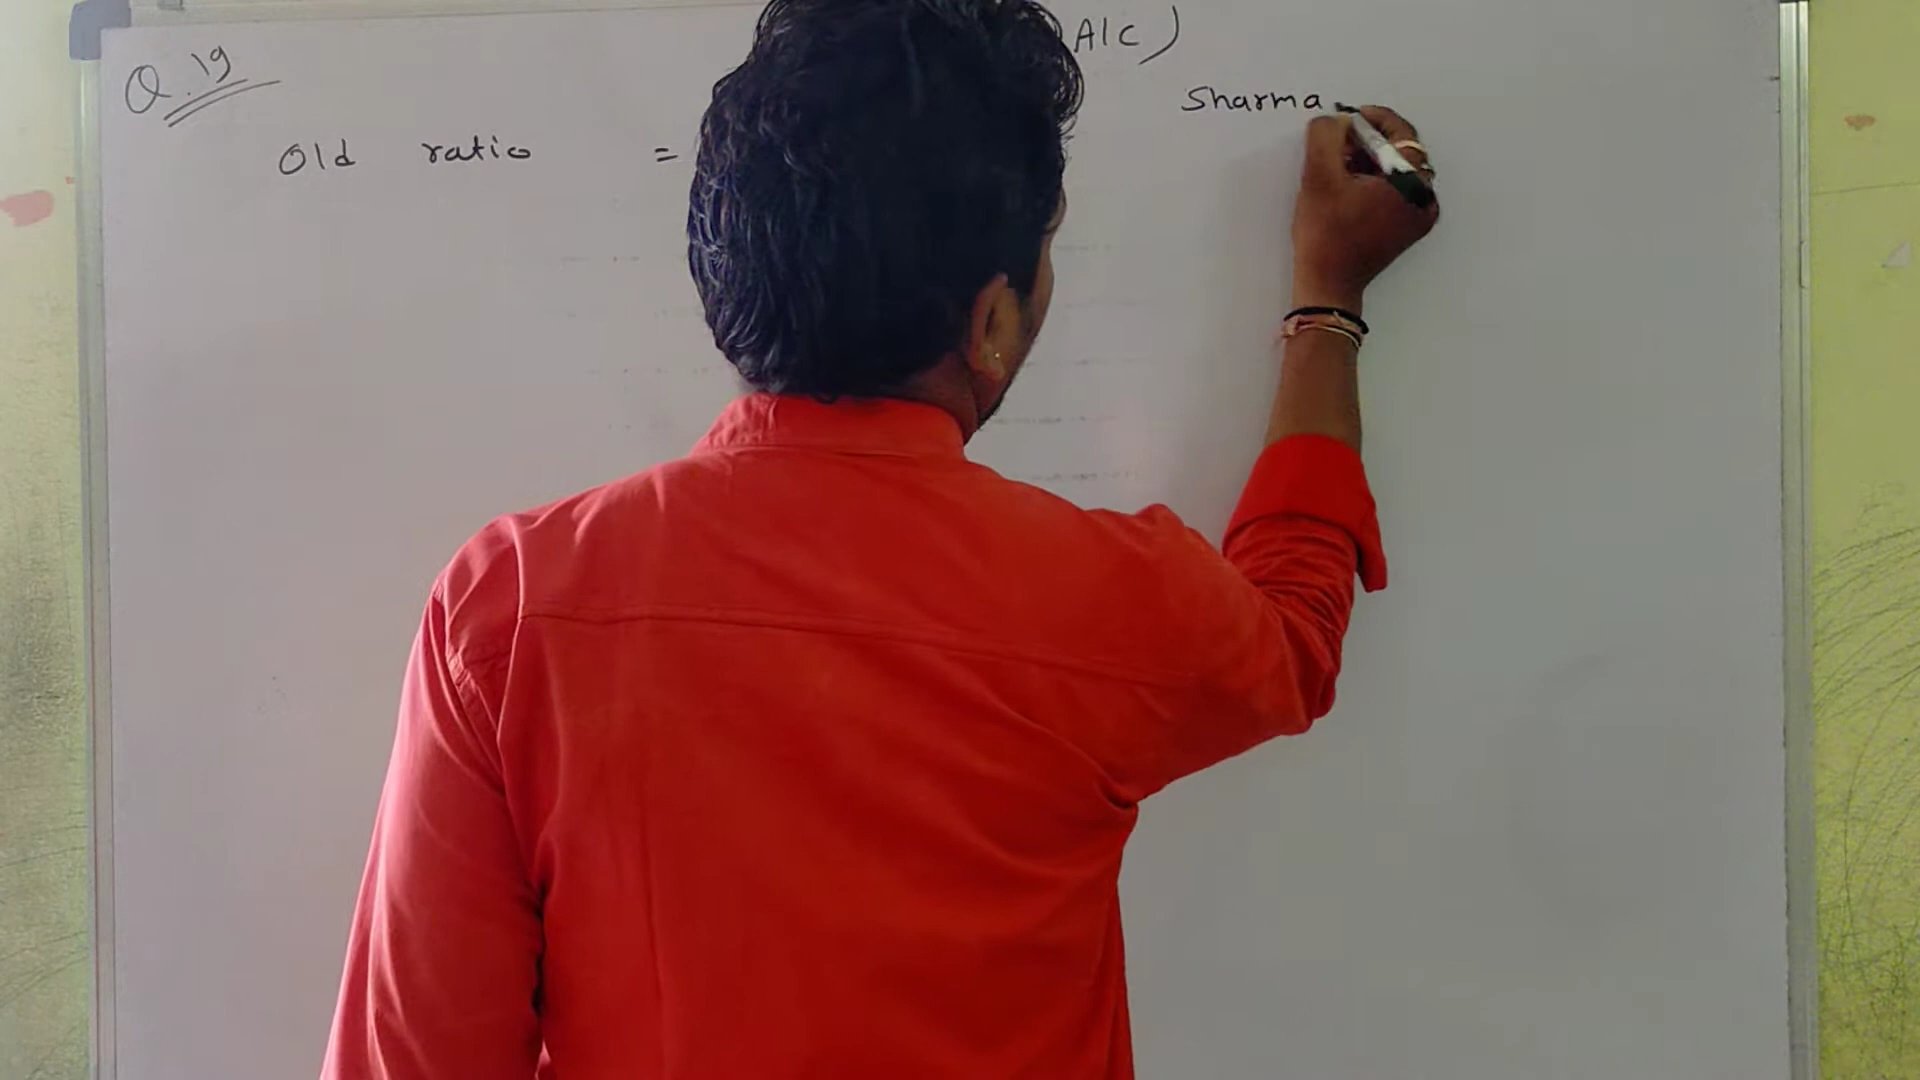 Q.19
A/C)
Sharma
Old ratio =